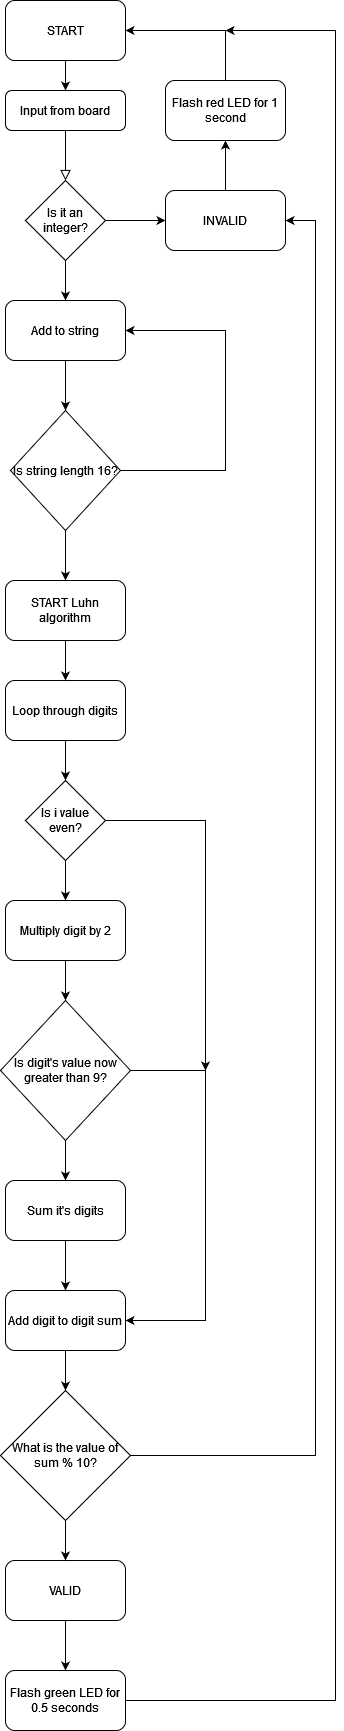 START
Input from board
Flash red LED for 1
second
Is it an
integer?
INVALID
Add to string
Is string length 16?
START Luhn
algorithm
Loop through digits
Is i value
even?
Multiply digit by 2
Is digit's value now
greater than 9?
Sum it's digits
Add digit to digit sum
What is the value of
sum % 10?
VALID
Flash green LED for
0.5 seconds